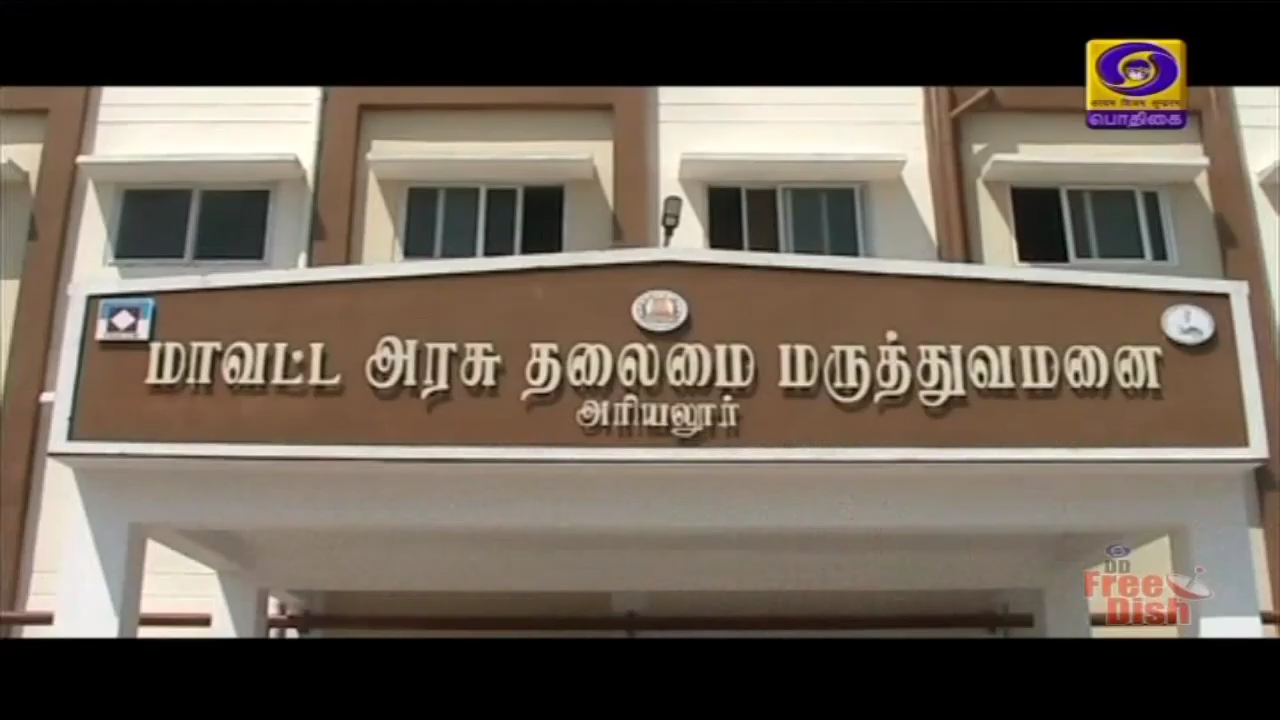 பொதிகை
மாவட்ட அரசு தலைமை மருத்துவமனை
அரியலூர்
DD
Free
Dish